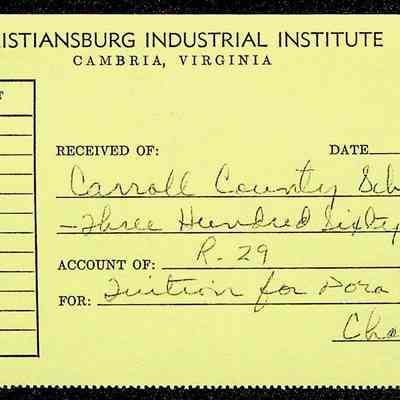 ISTIANSBURG INDUSTRIAL INSTITUTE
CAMBRIA, VIRGINIA
T
RECEIVED OF: DATE
Carroll County Sch
Three Hundred Sixty
ACCOUNT OF: R-29
FOR: Tuition for Dora
Cha